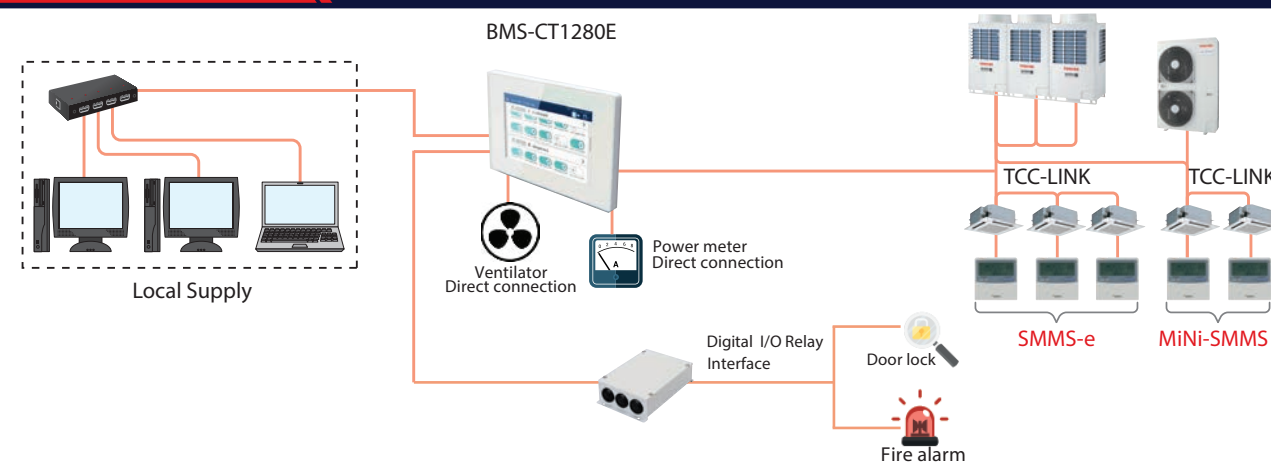 BMS-CT1280E
TCC-LINK
TCC-LINK
Power meter
Direct connection
Ventilator
Direct connection
Local Supply
SMMS-e
MiNi-SMMS
Digital I/O Relay
Interface
Door lock
Fire alarm